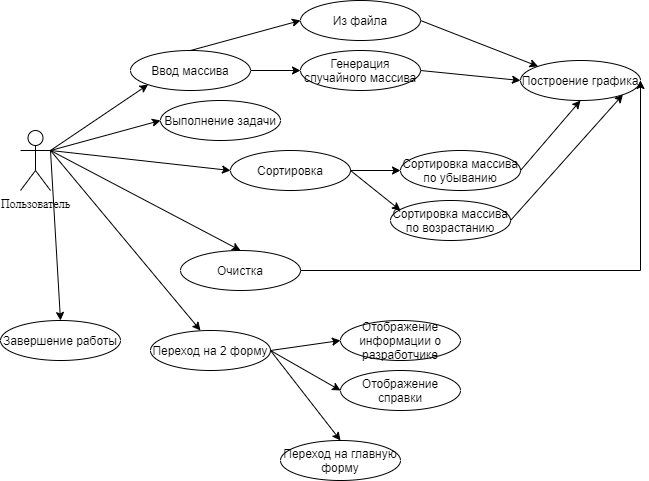 Из файла
Ввод массива
Генерация
случайного массива
Построение графика
Выполнение задачи
Сортировка
Сортировка массива
по убыванию
Пользователь
Сортировка массива
по возрастанию
Очистка
Завершение работы
Переход на 2 форму
Отображение
информации о
разработчике
Отображение
справки
Переход на главную
форму